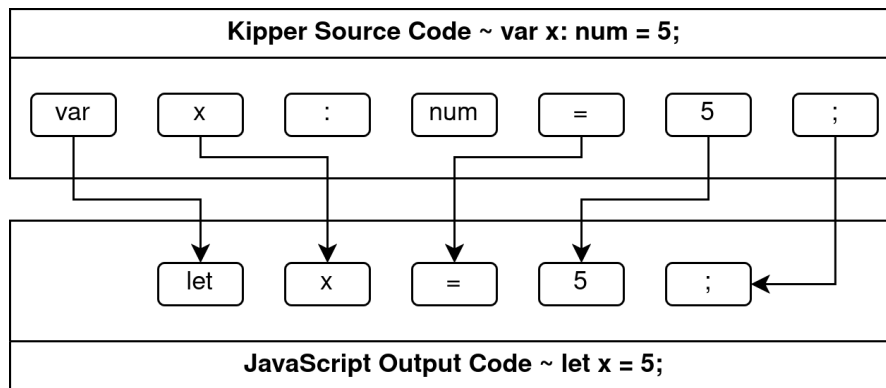 Kipper Source Code ~ var x: num = 5;
var x : num = 5 ;
let x = 5 ;
JavaScript Output Code ~ let x = 5;